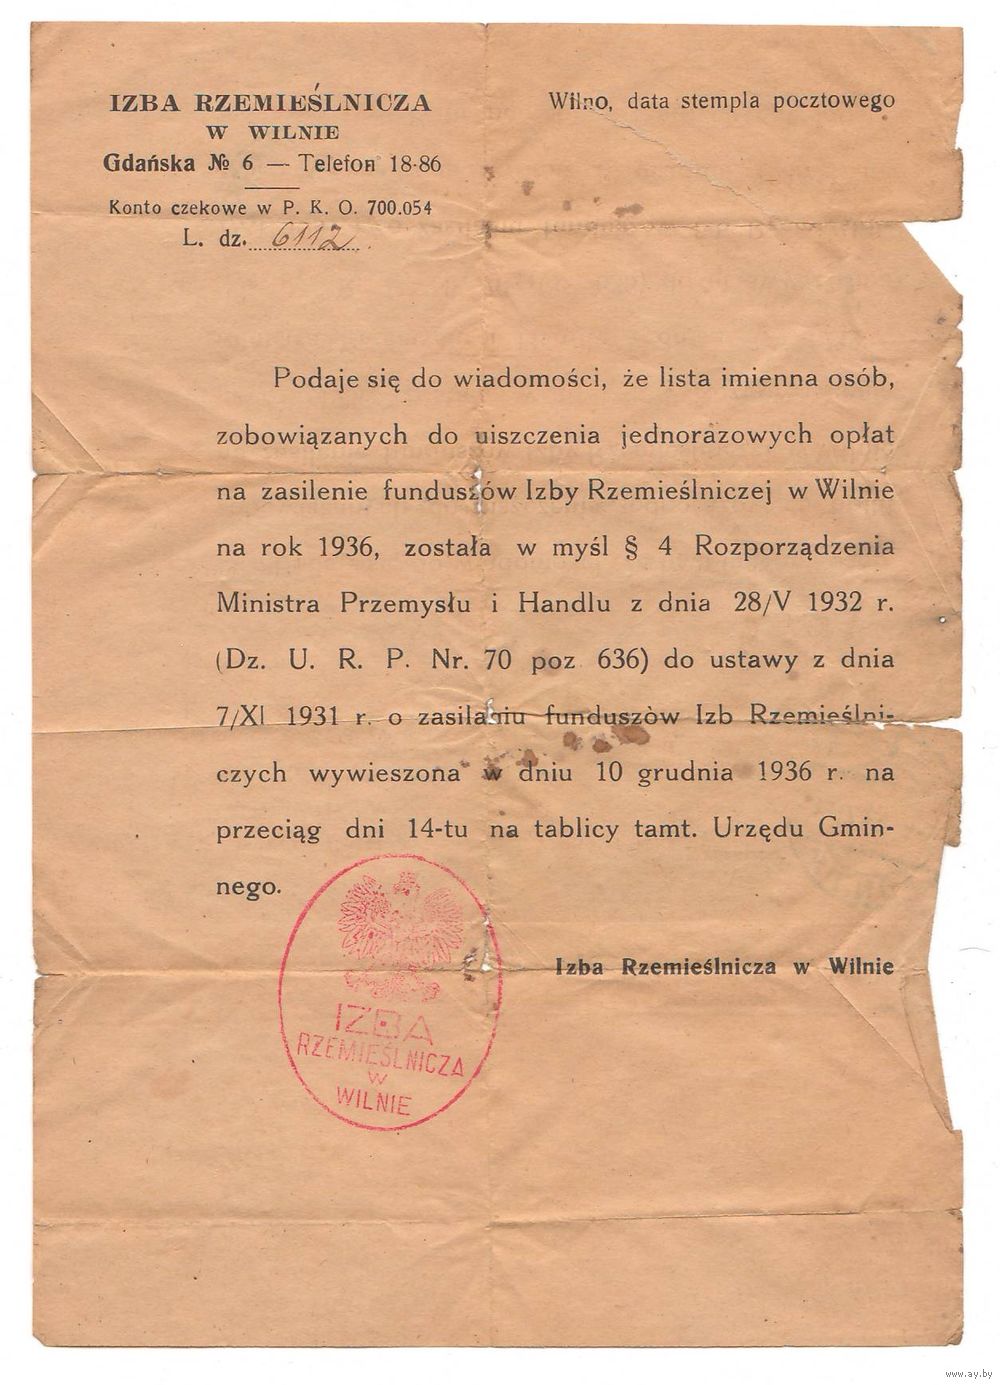 IZBA RZEMIEŚLNICZA
W WILNIE
Gdańska № 6 — Telefon 18-86
Konto czekowe w P. K. O. 700.054
L. dz. 6112
Wilno, data stempla pocztowego
Podaje się do wiadomości, że lista imienna osób,
zobowiązanych do uiszczenia jednorazowych opłat
na zasilenie funduszów Izby Rzemieślniczej w Wilnie
na rok 1936, została w myśl § 4 Rozporządzenia
Ministra Przemysłu i Handlu z dnia 28/V 1932 r.
(Dz. U. R. P. Nr. 70 poz 636) do ustawy z dnia
7/XI 1931 r. o zasilaniu funduszòw Izb Rzemieślni-
czych wywieszona w dniu 10 grudnia 1936 r. na
przeciąg dni 14-tu na tablicy tamt. Urzędu Gmin-
nego.
Izba Rzemieślnicza w Wilnie
IZBA
RZEMIEŚLNICZA
W
WILNIE
www.ay.by